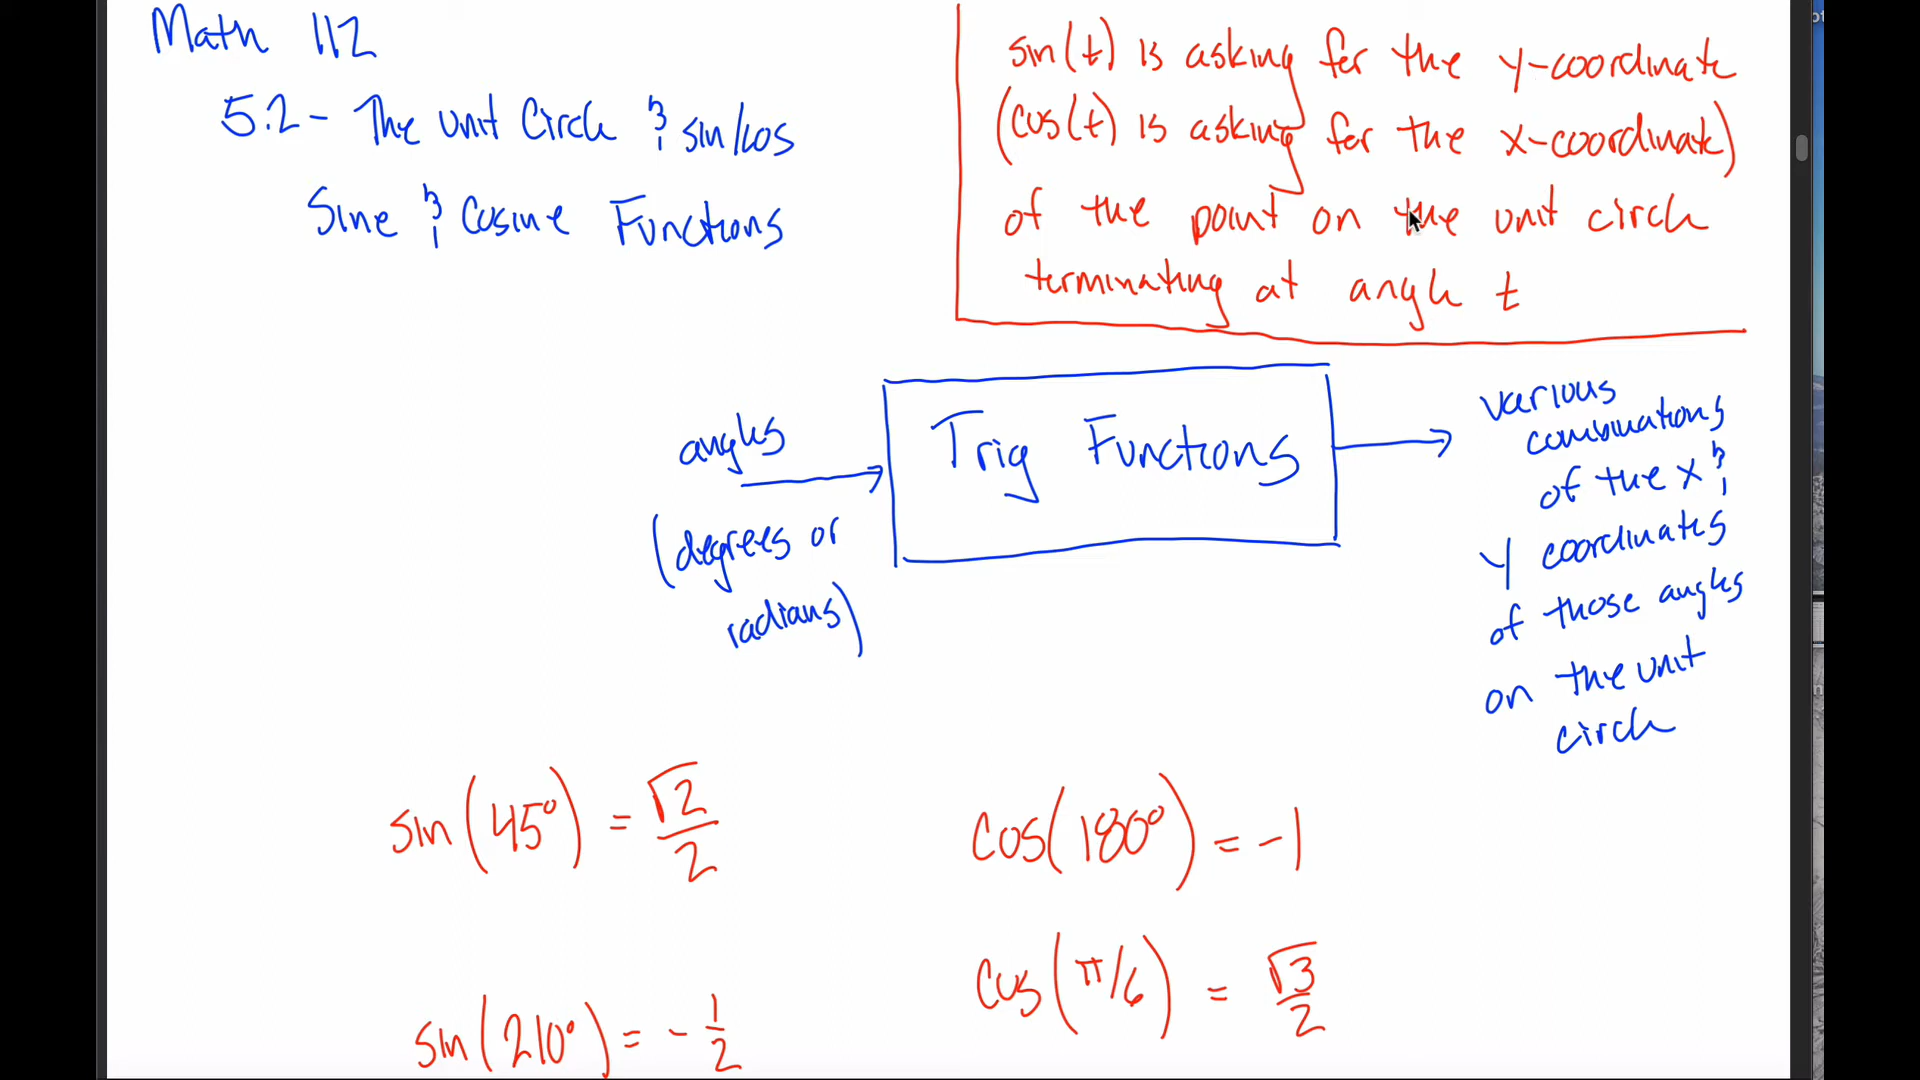 Math 112
5.2 - The Unit Circle & sin/cos
Sine & Cosine Functions
sin(t) is asking for the y-coordinate
(cos(t) is asking for the x-coordinate)
of the point on the unit circle
terminating at angle t
angles
(degrees or
radians)
Trig Functions
various
combinations
of the x &
y coordinates
of those angles
on the unit
circle
sin(45°) = √2/2
cos(180°) = -1
cos(π/6) = √3/2
sin(210°) = -1/2